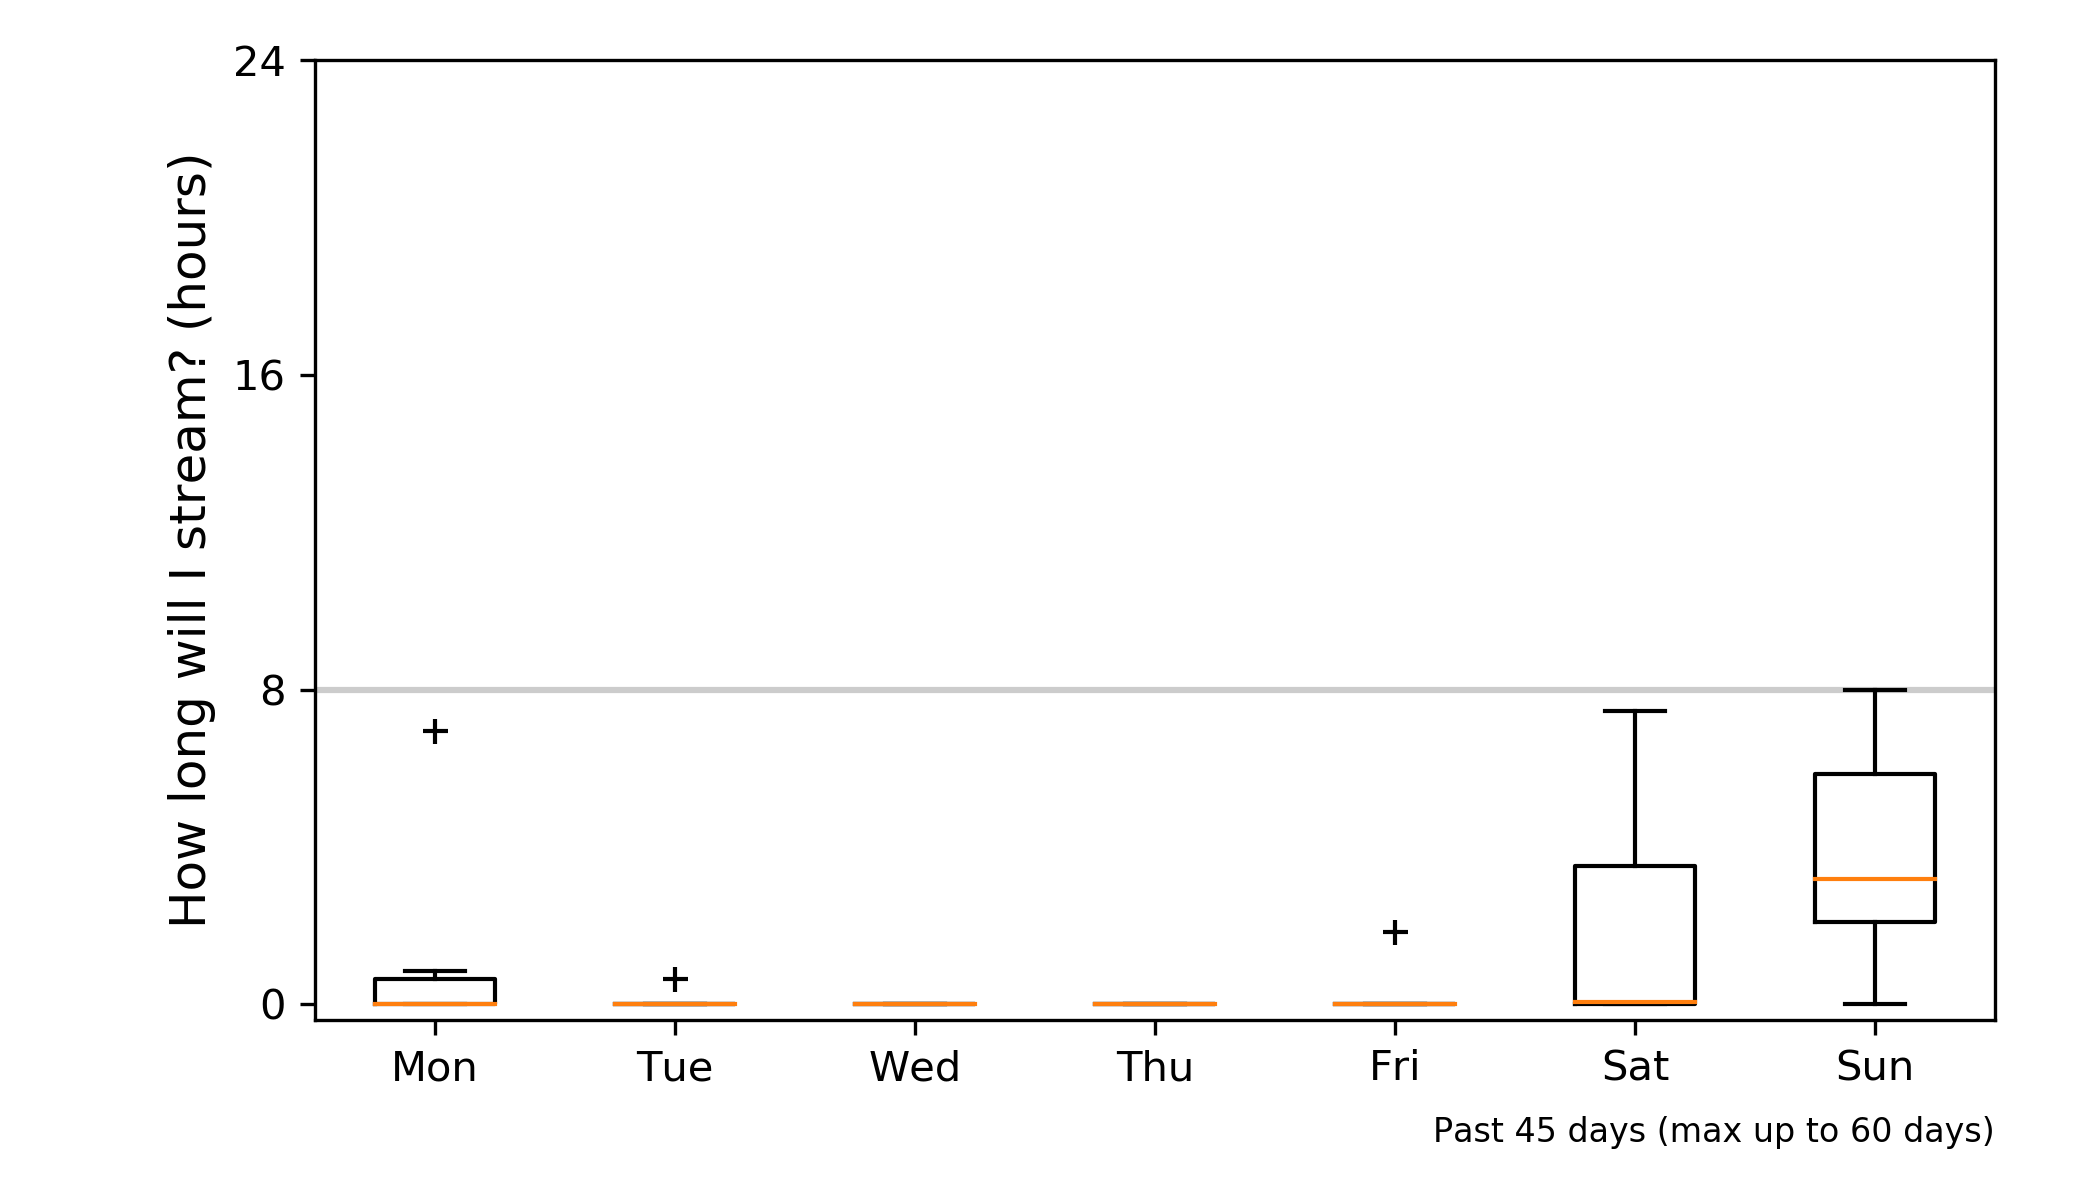 How long will I stream? (hours)
24
16
8
0
Mon Tue Wed Thu Fri Sat Sun
Past 45 days (max up to 60 days)